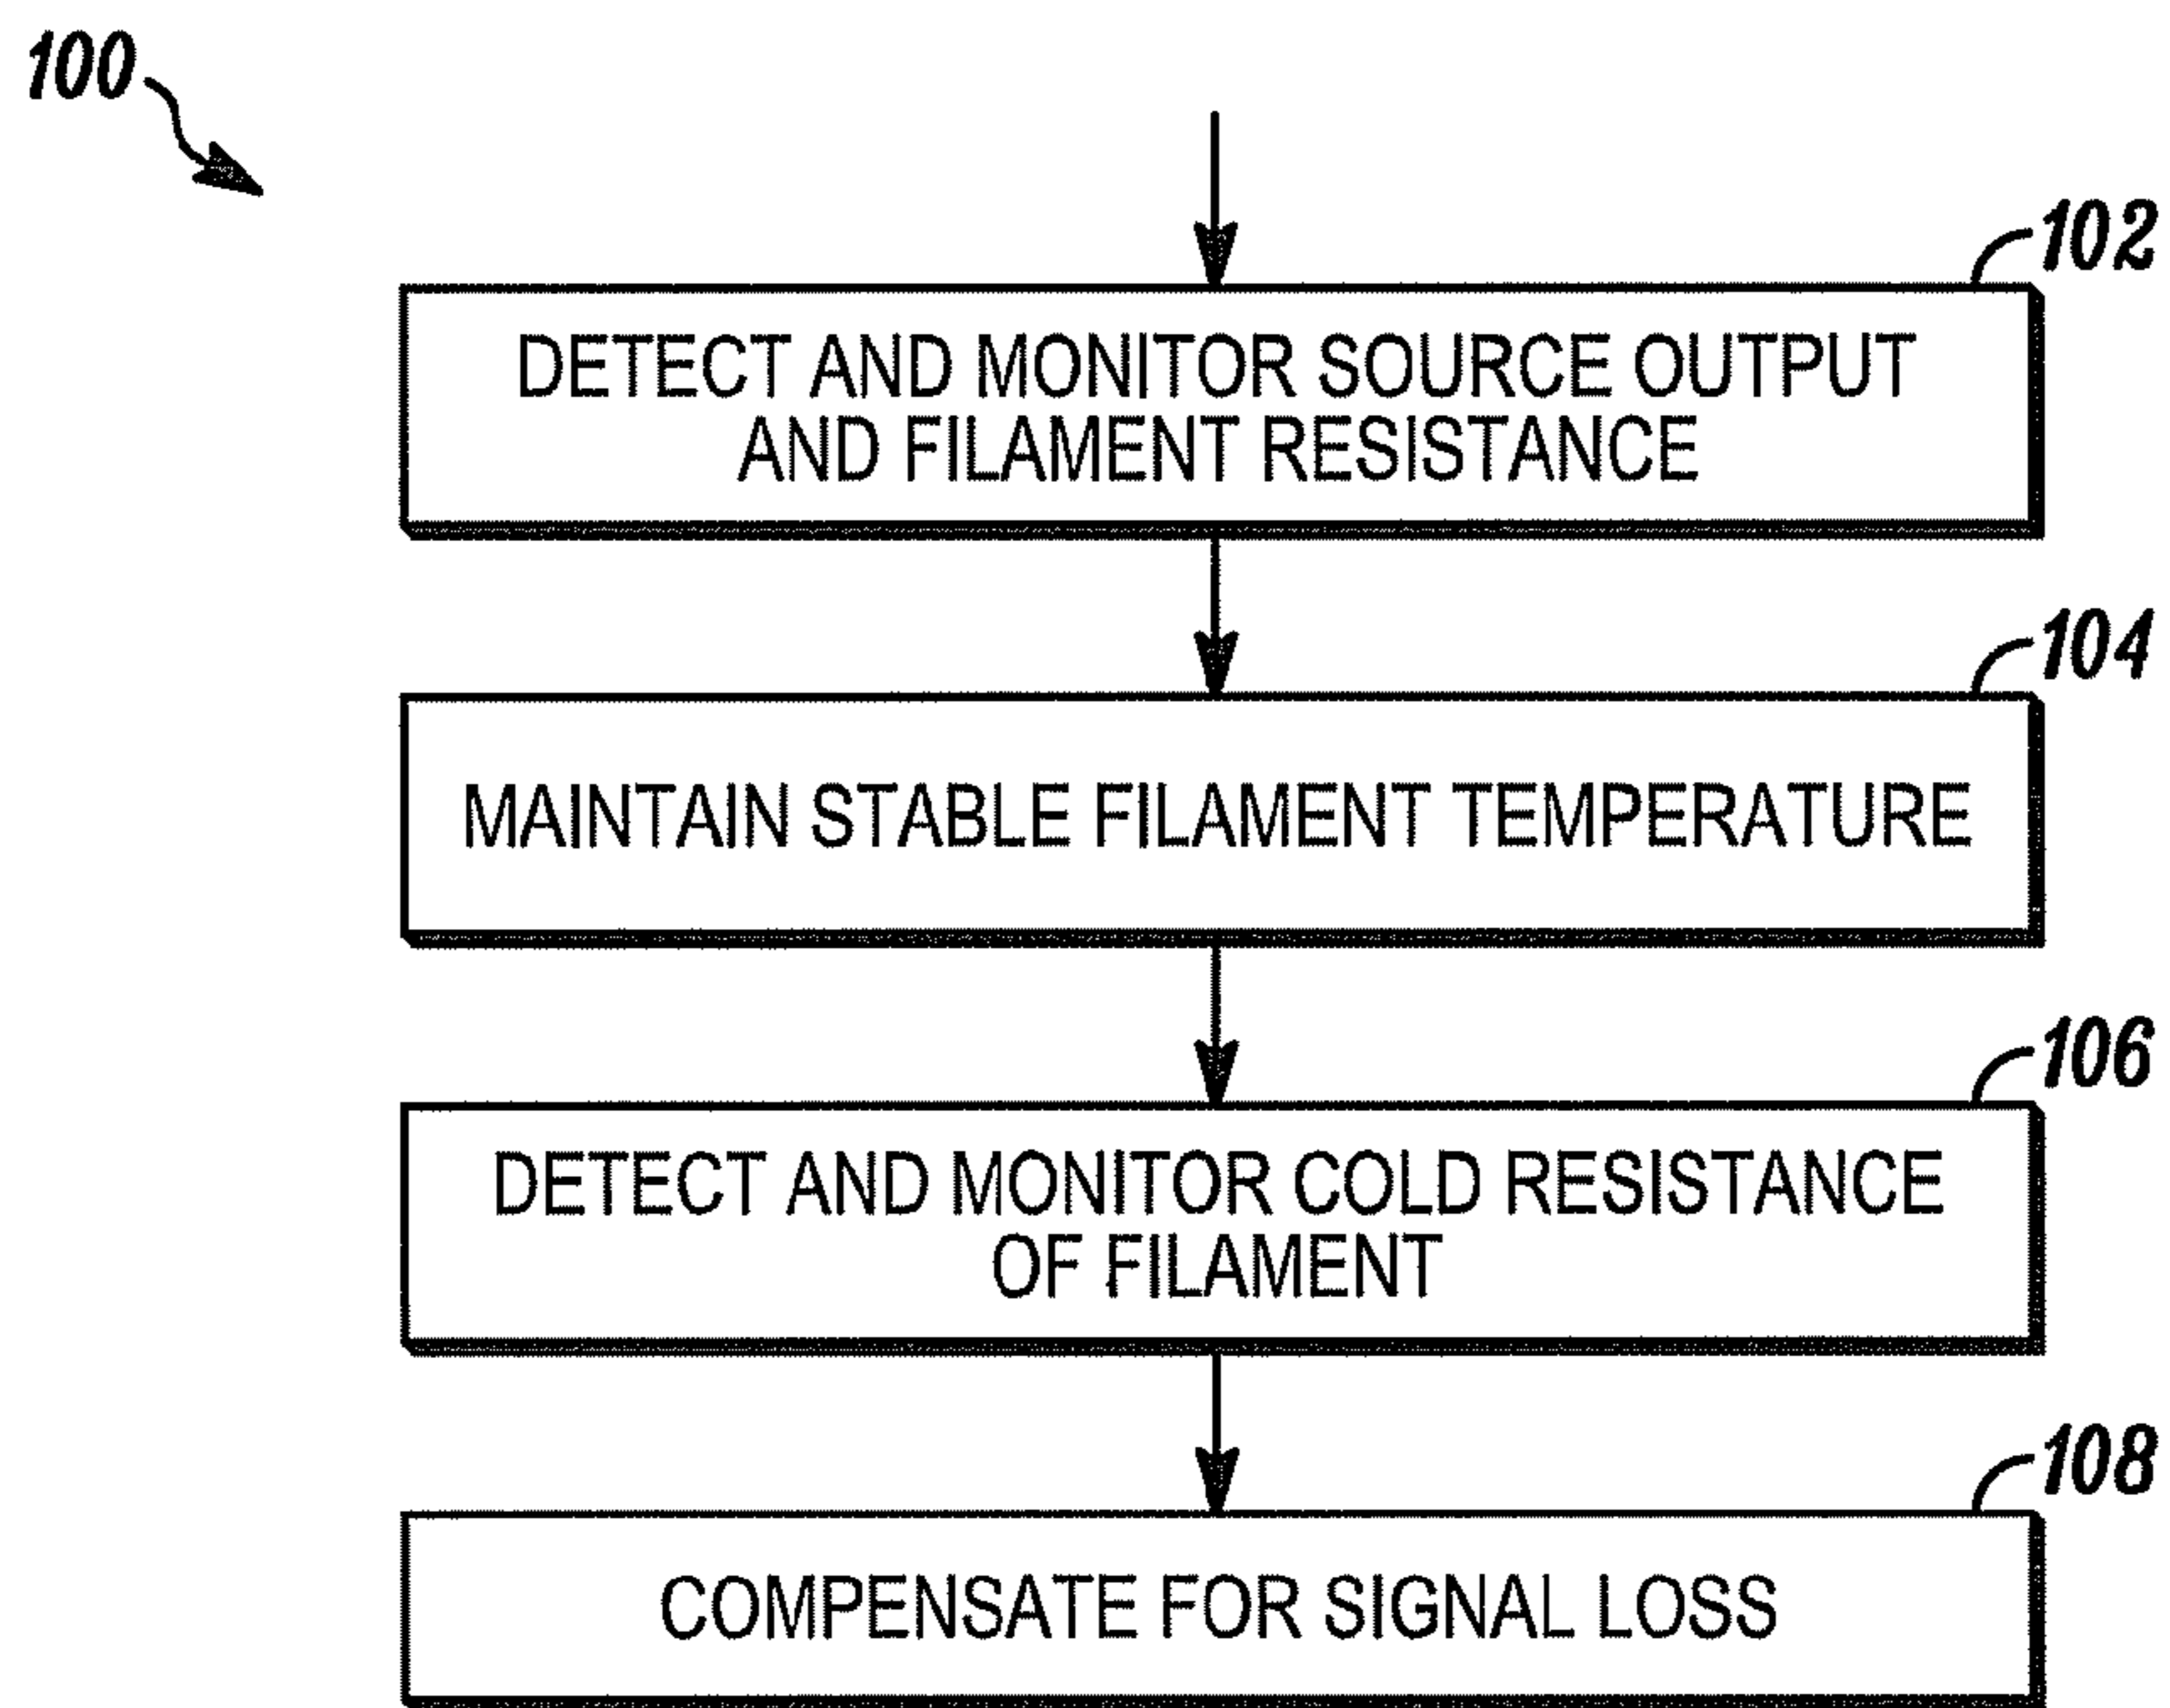 100
102
DETECT AND MONITOR SOURCE OUTPUT
AND FILAMENT RESISTANCE
104
MAINTAIN STABLE FILAMENT TEMPERATURE
106
DETECT AND MONITOR COLD RESISTANCE
OF FILAMENT
108
COMPENSATE FOR SIGNAL LOSS